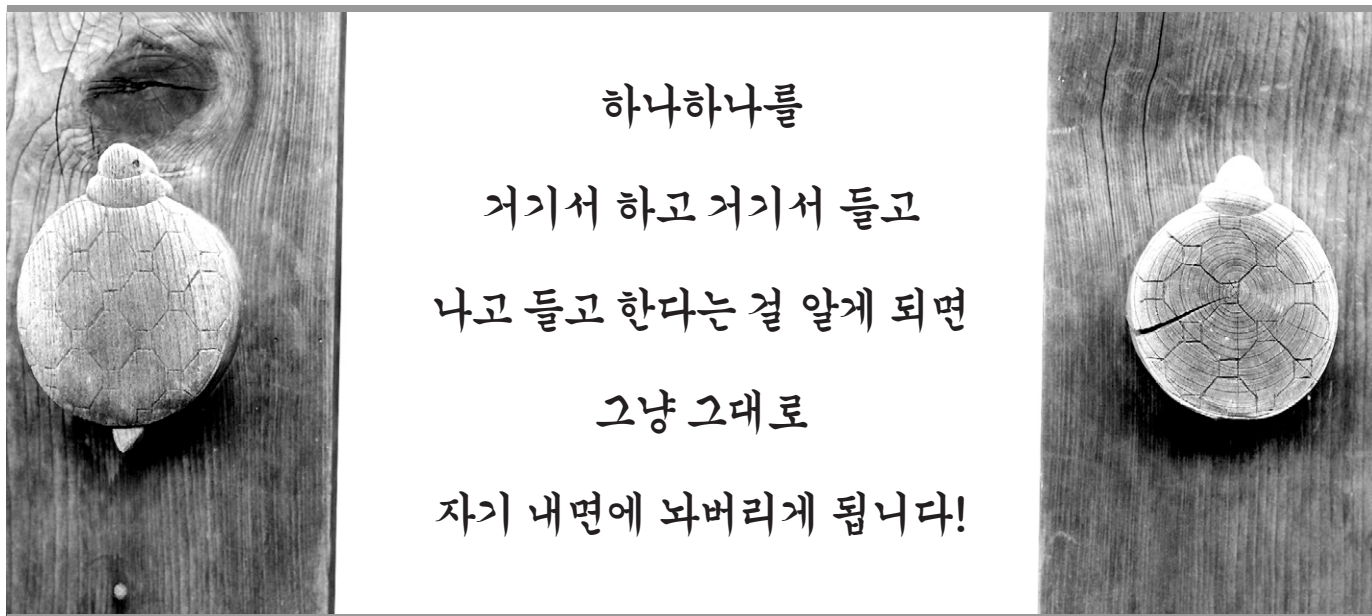 하나하나를
거기서 하고 거기서 들고
나고 들고 한다는 걸 알게 되면
그냥 그대로
자기 내면에 놔버리게 됩니다!